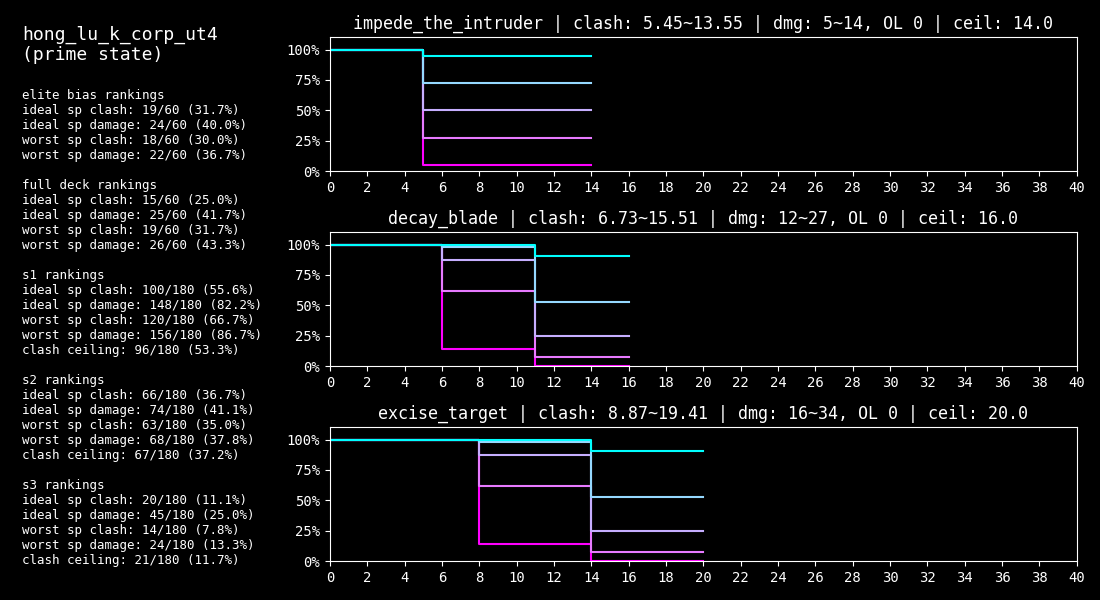 hong_lu_k_corp_ut4
(prime state)
elite bias rankings
ideal sp clash: 19/60 (31.7%)
ideal sp damage: 24/60 (40.0%)
worst sp clash: 18/60 (30.0%)
worst sp damage: 22/60 (36.7%)
full deck rankings
ideal sp clash: 15/60 (25.0%)
ideal sp damage: 25/60 (41.7%)
worst sp clash: 19/60 (31.7%)
worst sp damage: 26/60 (43.3%)
s1 rankings
ideal sp clash: 100/180 (55.6%)
ideal sp damage: 148/180 (82.2%)
worst sp clash: 120/180 (66.7%)
worst sp damage: 156/180 (86.7%)
clash ceiling: 96/180 (53.3%)
s2 rankings
ideal sp clash: 66/180 (36.7%)
ideal sp damage: 74/180 (41.1%)
worst sp clash: 63/180 (35.0%)
worst sp damage: 68/180 (37.8%)
clash ceiling: 67/180 (37.2%)
s3 rankings
ideal sp clash: 20/180 (11.1%)
ideal sp damage: 45/180 (25.0%)
worst sp clash: 14/180 (7.8%)
worst sp damage: 24/180 (13.3%)
clash ceiling: 21/180 (11.7%)
impede_the_intruder | clash: 5.45~13.55 | dmg: 5~14, OL 0 | ceil: 14.0
100%
75%
50%
25%
0%
0 2 4 6 8 10 12 14 16 18 20 22 24 26 28 30 32 34 36 38 40
decay_blade | clash: 6.73~15.51 | dmg: 12~27, OL 0 | ceil: 16.0
100%
75%
50%
25%
0%
0 2 4 6 8 10 12 14 16 18 20 22 24 26 28 30 32 34 36 38 40
excise_target | clash: 8.87~19.41 | dmg: 16~34, OL 0 | ceil: 20.0
100%
75%
50%
25%
0%
0 2 4 6 8 10 12 14 16 18 20 22 24 26 28 30 32 34 36 38 40